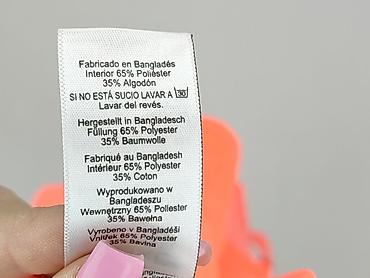 Fabricado en Bangladés
Interior 65% Poliéster
35% Algodón
SI NO ESTÁ SUCIO LAVAR A 30
Lavar del revés.
Hergestellt in Bangladesch
Füllung 65% Polyester
35% Baumwolle
Fabriqué au Bangladesh
Intérieur 65% Polyester
35% Coton
Wyprodukowano w
Bangladeszu
Wewnętrzny 65% Poliester
35% Bawełna
Vyrobeno v Bangladéši
Vnitřek 65% Polyester
35% Bavlna